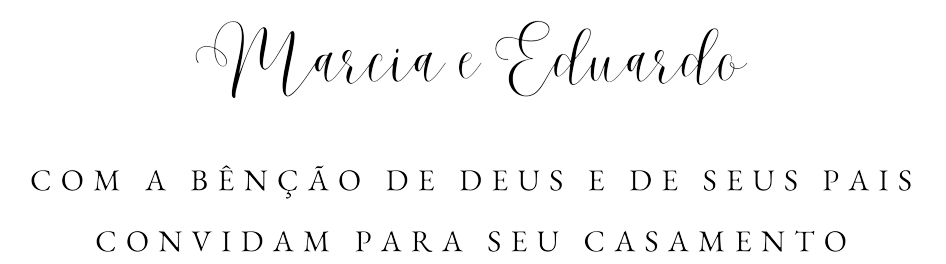 Marcia e Eduardo
COM A BÊNÇÃO DE DEUS E DE SEUS PAIS
CONVIDAM PARA SEU CASAMENTO